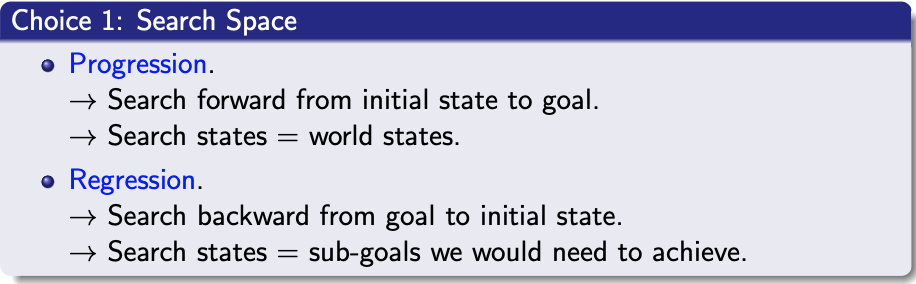 Choice 1: Search Space
Progression.
→ Search forward from initial state to goal.
→ Search states = world states.
Regression.
→ Search backward from goal to initial state.
→ Search states = sub-goals we would need to achieve.